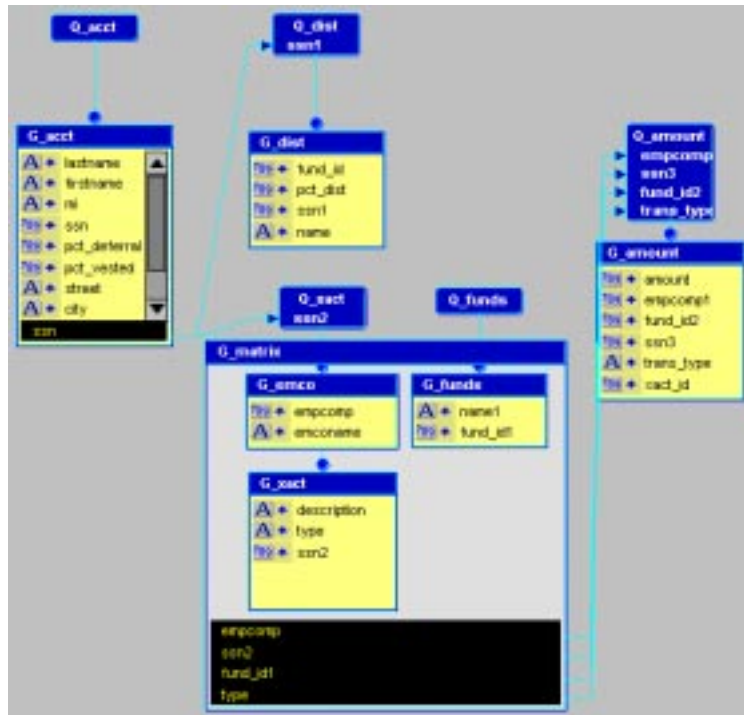 Q_acct
Q_dist
ssn1
G_acct
lastname
firstname
mi
ssn
pct_deferral
pct_vested
street
city
ssn
G_dist
fund_id
pct_dist
ssn1
name
Q_amount
empcomp
ssn3
fund_id2
trans_type
G_amount
amount
empcomp1
fund_id2
ssn3
trans_type
xact_id
Q_xact
ssn2
Q_funds
G_matrix
G_emco
empcomp
emconame
G_funds
name1
fund_id1
G_xact
description
type
ssn2
empcomp
ssn2
fund_id1
type